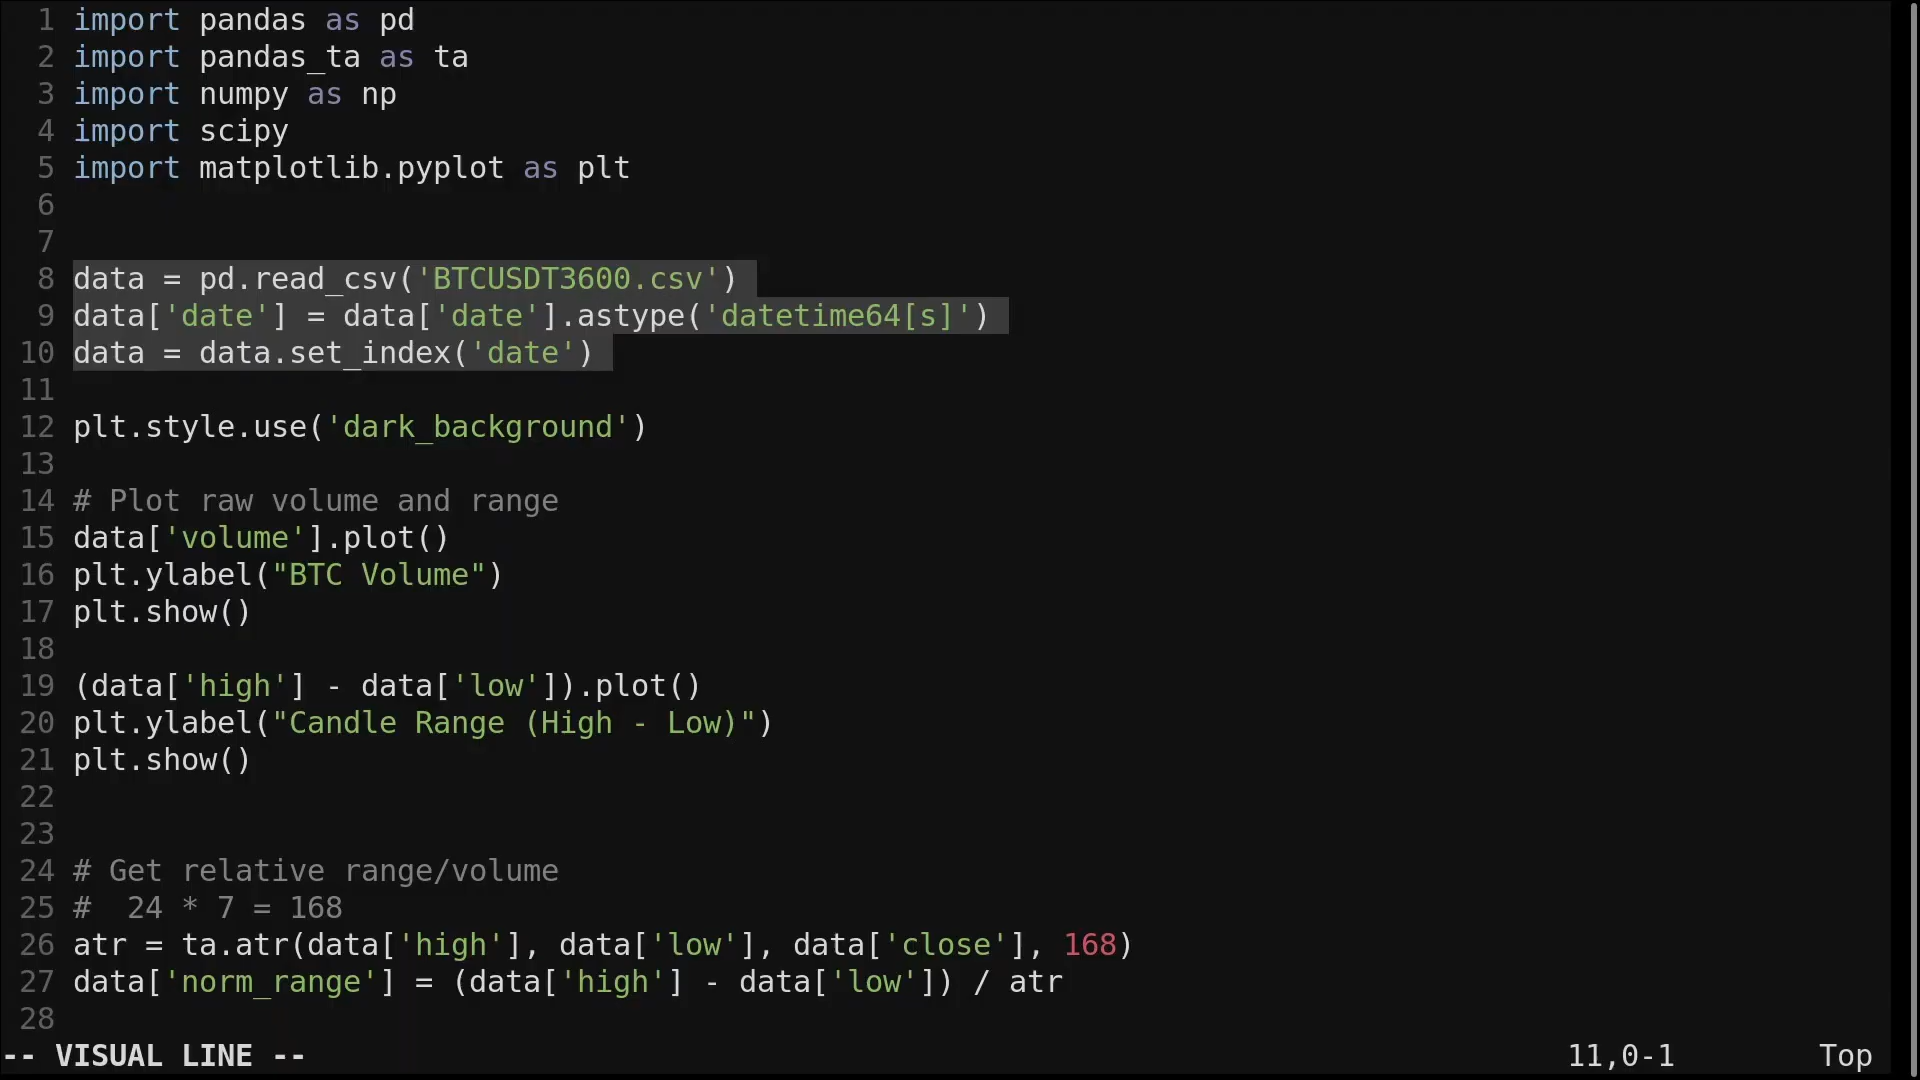 1 import pandas as pd
2 import pandas_ta as ta
3 import numpy as np
4 import scipy
5 import matplotlib.pyplot as plt
6
7
8 data = pd.read_csv('BTCUSDT3600.csv')
9 data['date'] = data['date'].astype('datetime64[s]')
10 data = data.set_index('date')
11
12 plt.style.use('dark_background')
13
14 # Plot raw volume and range
15 data['volume'].plot()
16 plt.ylabel("BTC Volume")
17 plt.show()
18
19 (data['high'] - data['low']).plot()
20 plt.ylabel("Candle Range (High - Low)")
21 plt.show()
22
23
24 # Get relative range/volume
25 #  24 * 7 = 168
26 atr = ta.atr(data['high'], data['low'], data['close'], 168)
27 data['norm_range'] = (data['high'] - data['low']) / atr
28
-- VISUAL LINE -- 11,0-1 Top